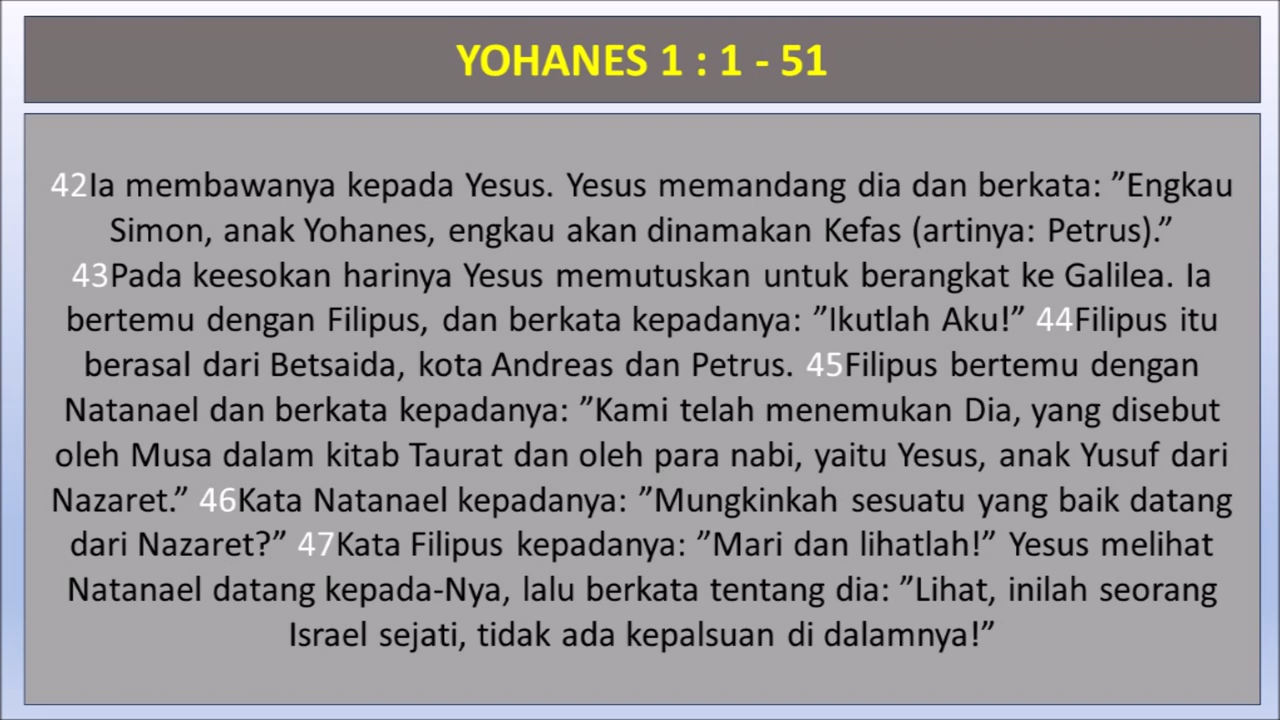 YOHANES 1 : 1 - 51
42Ia membawanya kepada Yesus. Yesus memandang dia dan berkata: ”Engkau
Simon, anak Yohanes, engkau akan dinamakan Kefas (artinya: Petrus).”
43Pada keesokan harinya Yesus memutuskan untuk berangkat ke Galilea. Ia
bertemu dengan Filipus, dan berkata kepadanya: ”Ikutlah Aku!” 44Filipus itu
berasal dari Betsaida, kota Andreas dan Petrus. 45Filipus bertemu dengan
Natanael dan berkata kepadanya: ”Kami telah menemukan Dia, yang disebut
oleh Musa dalam kitab Taurat dan oleh para nabi, yaitu Yesus, anak Yusuf dari
Nazaret.” 46Kata Natanael kepadanya: ”Mungkinkah sesuatu yang baik datang
dari Nazaret?” 47Kata Filipus kepadanya: ”Mari dan lihatlah!” Yesus melihat
Natanael datang kepada-Nya, lalu berkata tentang dia: ”Lihat, inilah seorang
Israel sejati, tidak ada kepalsuan di dalamnya!”